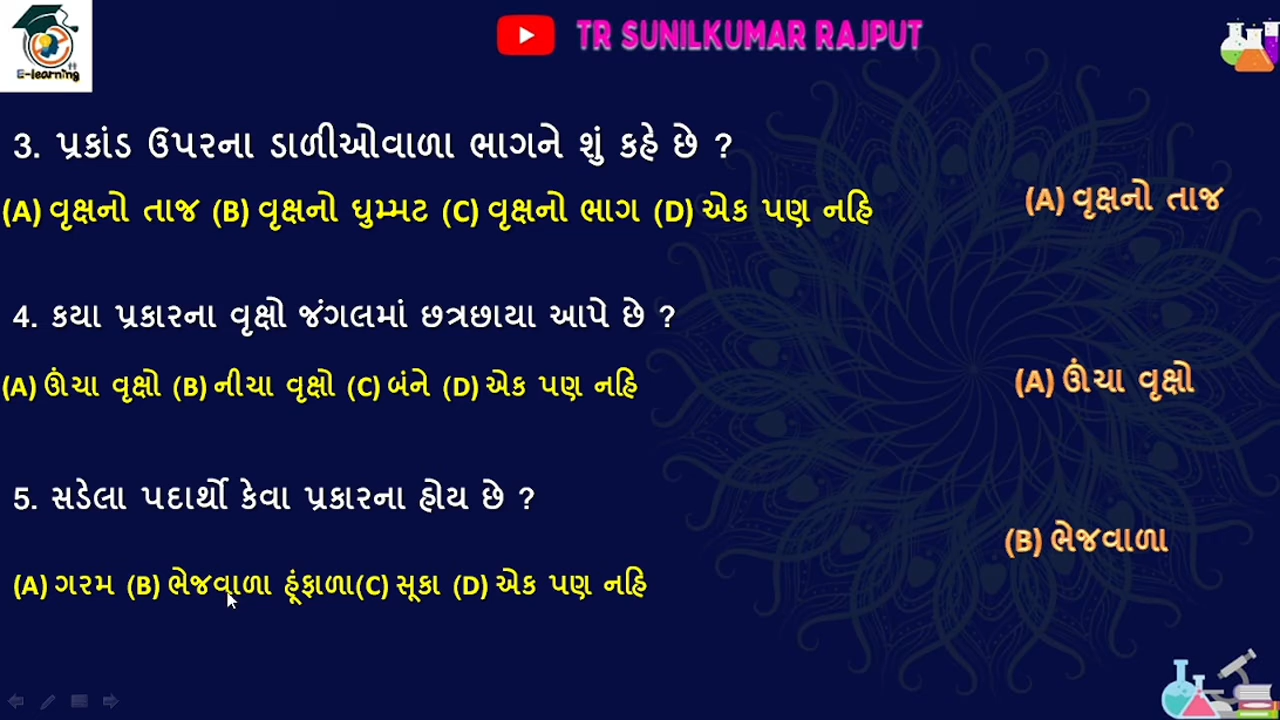 TR SUNILKUMAR RAJPUT
E-learning
3. પ્રકાંડ ઉપરના ડાળીઓવાળા ભાગને શું કહે છે ?
(A) વૃક્ષનો તાજ (B) વૃક્ષનો ઘુમ્મટ (C) વૃક્ષનો ભાગ (D) એક પણ નહિ
(A) વૃક્ષનો તાજ
4. કયા પ્રકારના વૃક્ષો જંગલમાં છત્રછાયા આપે છે ?
(A) ઊંચા વૃક્ષો (B) નીચા વૃક્ષો (C) બંને (D) એક પણ નહિ
(A) ઊંચા વૃક્ષો
5. સડેલા પદાર્થો કેવા પ્રકારના હોય છે ?
(B) ભેજવાળા
(A) ગરમ (B) ભેજવાળા હૂંફાળા(C) સૂકા (D) એક પણ નહિ